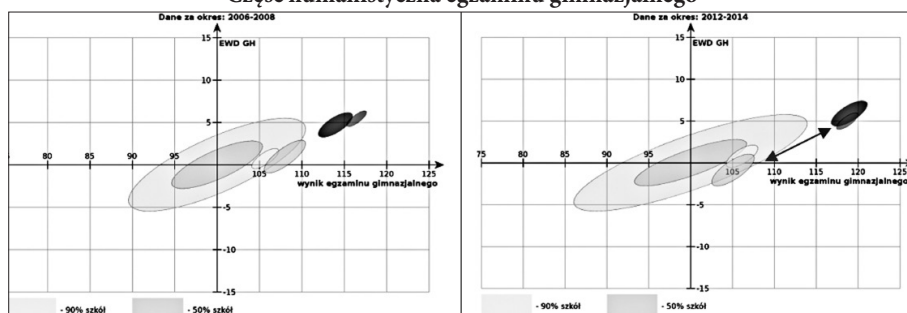 Część humanistyczna egzaminu gimnazjalnego
Dane za okres: 2006-2008
EWD GH
15
10
5
80 85 90 95 105 110 115 120 125
wynik egzaminu gimnazjalnego
-5
-10
-15
- 90% szkół - 50% szkół
Dane za okres: 2012-2014
EWD GH
15
10
5
75 80 85 90 95 105 110 115 120 125
wynik egzaminu gimnazjalnego
-5
-10
-15
- 90% szkół - 50% szkół